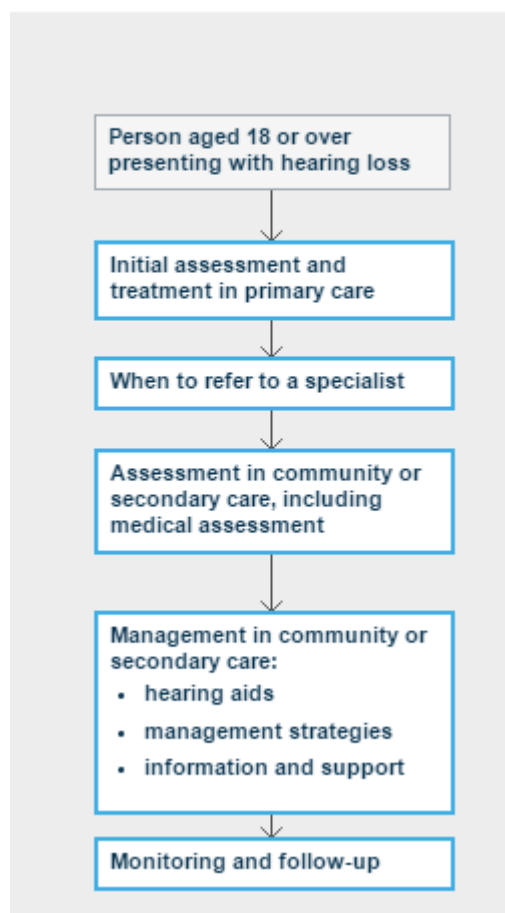 Person aged 18 or over
presenting with hearing loss
Initial assessment and
treatment in primary care
When to refer to a specialist
Assessment in community or
secondary care, including
medical assessment
Management in community or
secondary care:
• hearing aids
• management strategies
• information and support
Monitoring and follow-up